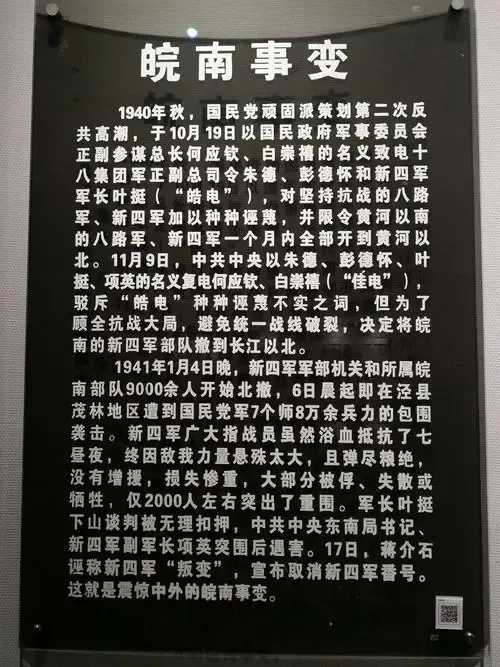 皖南事变
1940年秋，国民党顽固派策划第二次反
共高潮，于10月19日以国民政府军事委员会
正副参谋总长何应钦、白崇禧的名义致电十
八集团军正副总司令朱德、彭德怀和新四军
军长叶挺（“皓电”），对坚持抗战的八路
军、新四军加以种种诬蔑，并限令黄河以南
的八路军、新四军一个月内全部开到黄河以
北。11月9日，中共中央以朱德、彭德怀、叶
挺、项英的名义复电何应钦、白崇禧（“佳电”），
驳斥“皓电”种种诬蔑不实之词，但为了
顾全抗战大局，避免统一战线破裂，决定将皖
南的新四军部队撤到长江以北。
1941年1月4日晚，新四军军部机关和所属皖
南部队9000余人开始北撤，6日晨起即在泾县
茂林地区遭到国民党军7个师8万余兵力的包围
袭击。新四军广大指战员虽然浴血抵抗了七
昼夜，终因敌我力量悬殊太大，且弹尽粮绝，
没有增援，损失惨重，大部分被俘、失散或
牺牲，仅2000人左右突出了重围。军长叶挺
下山谈判被无理扣押，中共中央东南局书记、
新四军副军长项英突围后遇害。17日，蒋介石
诬称新四军“叛变”，宣布取消新四军番号。
这就是震惊中外的皖南事变。